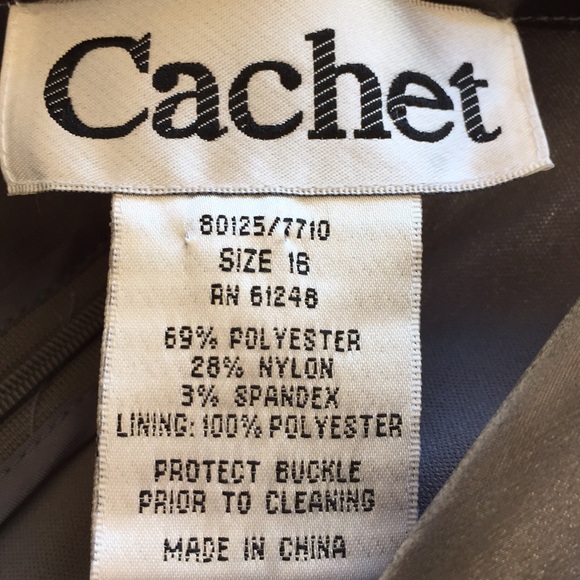 Cachet
80125/7710
SIZE 16
RN 61248
69% POLYESTER
28% NYLON
3% SPANDEX
LINING: 100% POLYESTER
PROTECT BUCKLE
PRIOR TO CLEANING
MADE IN CHINA